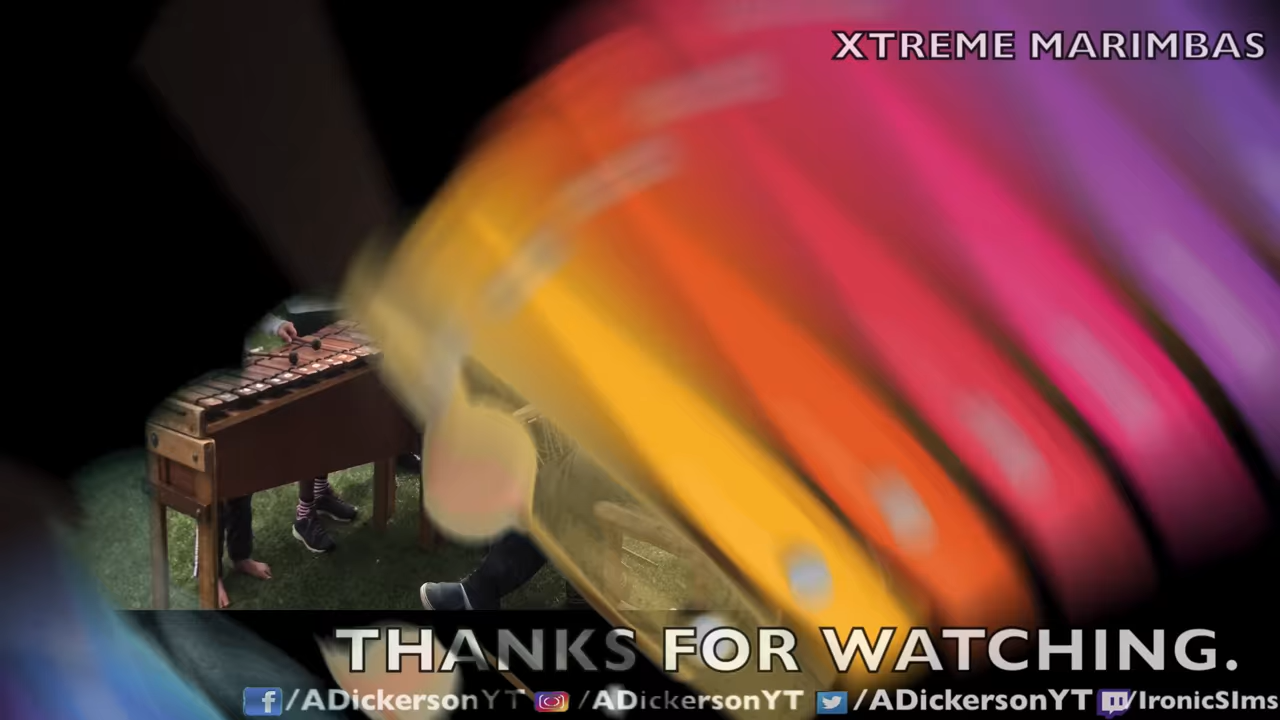 XTREME MARIMBAS
THANKS FOR WATCHING.
/ADickersonYT /ADickersonYT /ADickersonYT /IronicSIms